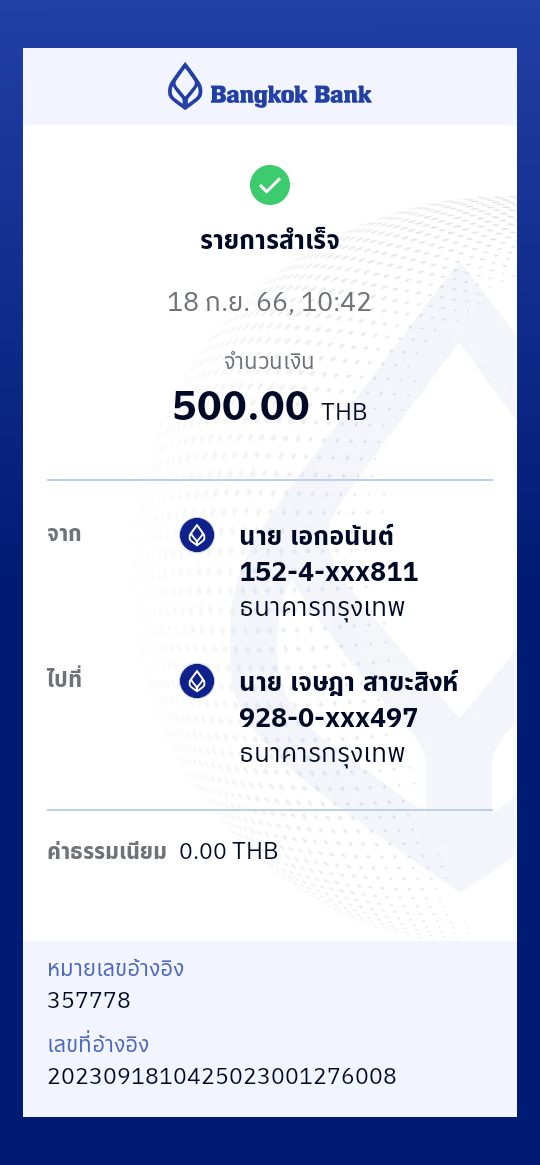 Bangkok Bank
รายการสำเร็จ
18 ก.ย. 66, 10:42
จำนวนเงิน
500.00 THB
จาก
นาย เอกอนันต์
152-4-xxx811
ธนาคารกรุงเทพ
ไปที่
นาย เจษฎา สาขะสิงห์
928-0-xxx497
ธนาคารกรุงเทพ
ค่าธรรมเนียม 0.00 THB
หมายเลขอ้างอิง
357778
เลขที่อ้างอิง
2023091810425023001276008